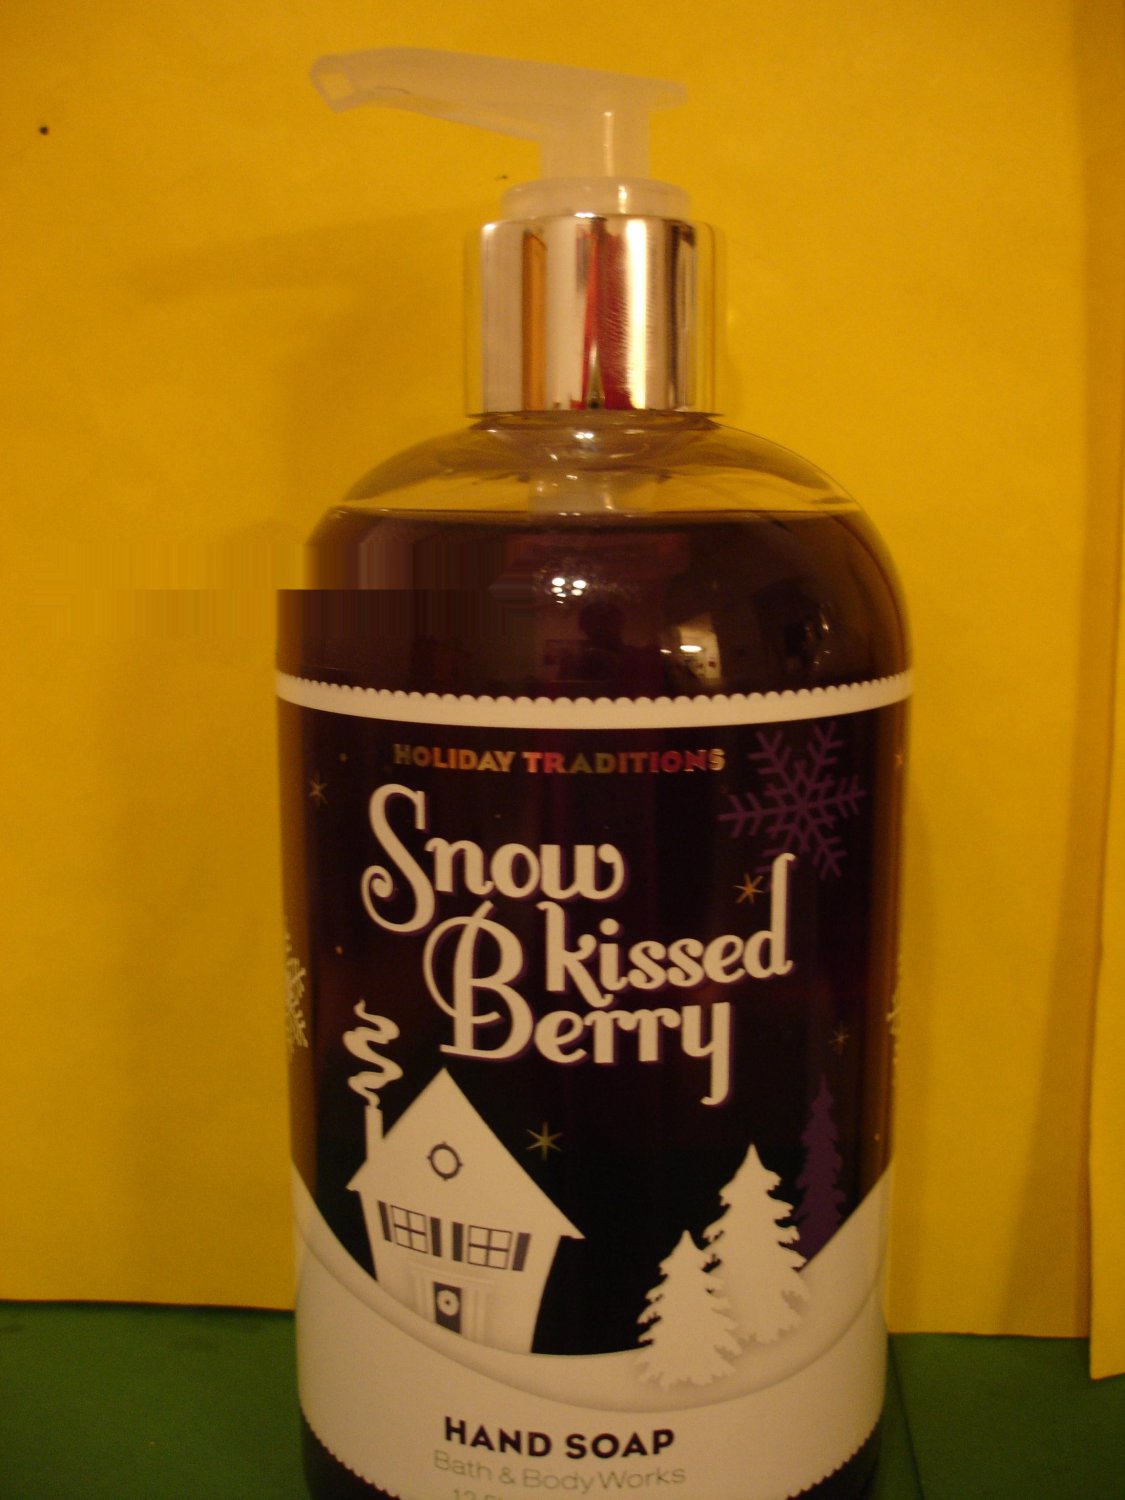 HOLIDAY TRADITIONS
Snow
kissed
Berry
HAND SOAP
Bath & Body Works